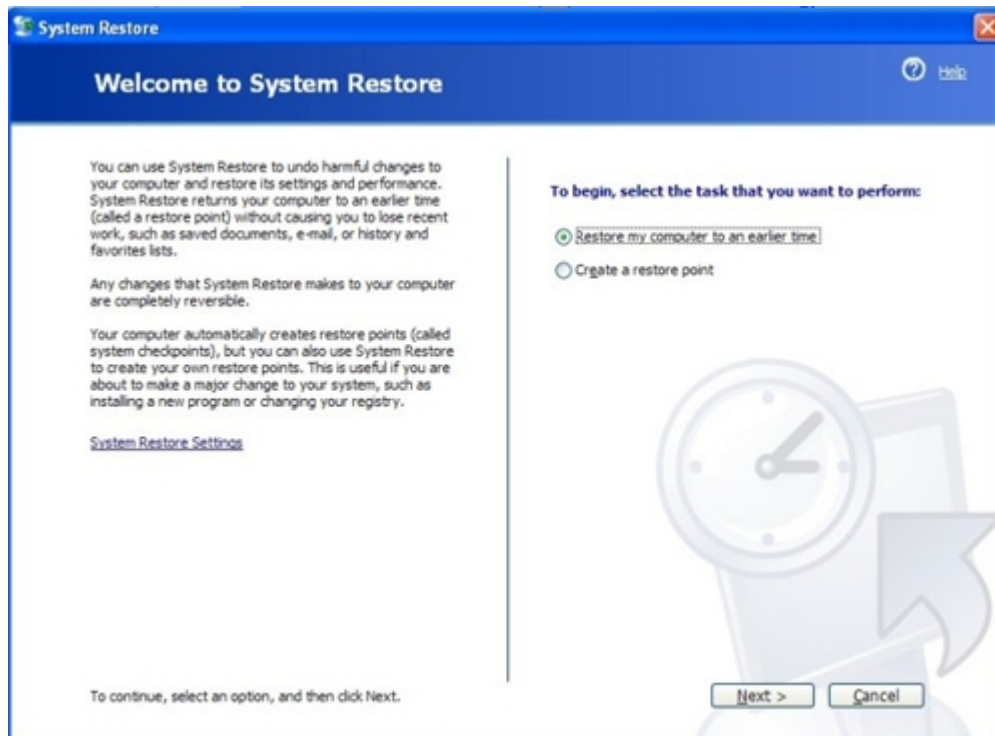 System Restore
Welcome to System Restore
Help
You can use System Restore to undo harmful changes to
your computer and restore its settings and performance.
System Restore returns your computer to an earlier time
(called a restore point) without causing you to lose recent
work, such as saved documents, e-mail, or history and
favorites lists.
Any changes that System Restore makes to your computer
are completely reversible.
Your computer automatically creates restore points (called
system checkpoints), but you can also use System Restore
to create your own restore points. This is useful if you are
about to make a major change to your system, such as
installing a new program or changing your registry.
System Restore Settings
To begin, select the task that you want to perform:
Restore my computer to an earlier time
Create a restore point
To continue, select an option, and then click Next.
Next >
Cancel